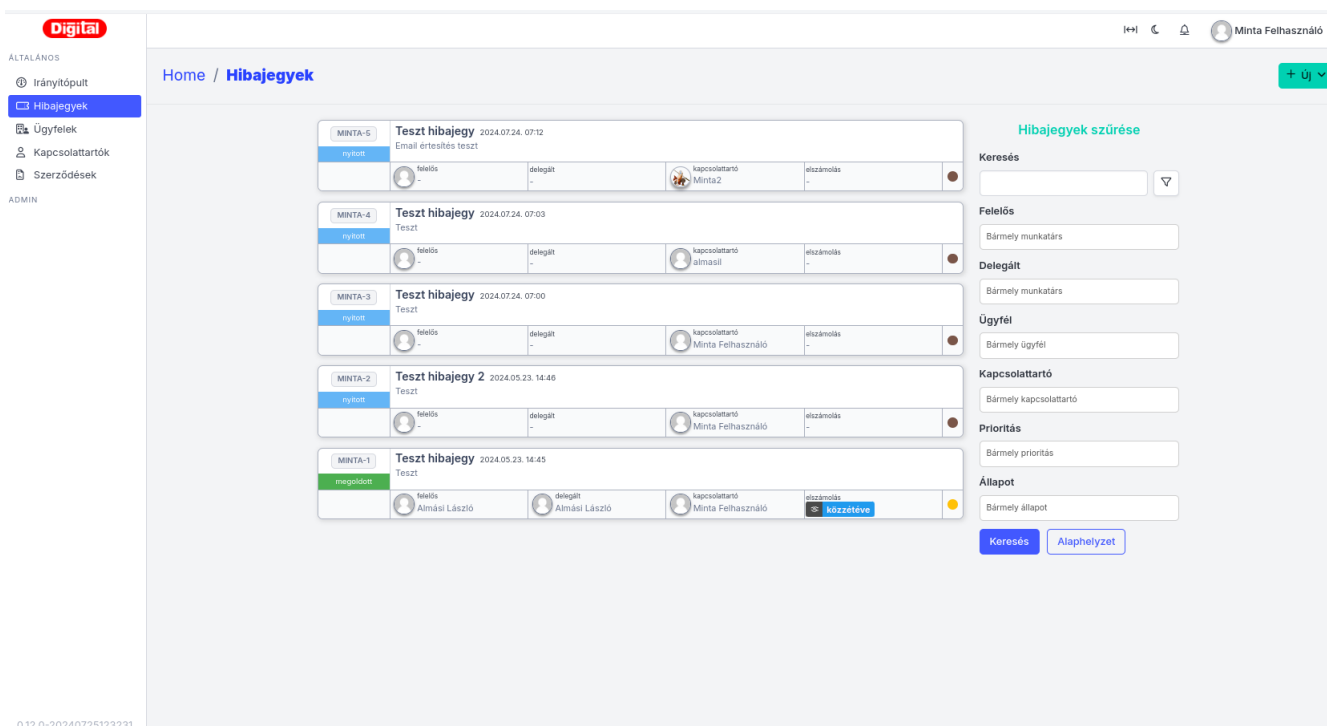 Digitál
Minta Felhasználó
ÁLTALÁNOS
Irányítópult
Hibajegyek
Ügyfelek
Kapcsolattartók
Szerződések
ADMIN
Home / Hibajegyek
+ Új
MINTA-5
nyitott
Teszt hibajegy 2024.07.24. 07:12
Email értesítés teszt
felelős
-
delegált
-
kapcsolattartó
Minta2
elszámolás
-
MINTA-4
nyitott
Teszt hibajegy 2024.07.24. 07:03
Teszt
felelős
-
delegált
-
kapcsolattartó
almasil
elszámolás
-
MINTA-3
nyitott
Teszt hibajegy 2024.07.24. 07:00
Teszt
felelős
-
delegált
-
kapcsolattartó
Minta Felhasználó
elszámolás
-
MINTA-2
nyitott
Teszt hibajegy 2 2024.05.23. 14:46
Teszt
felelős
-
delegált
-
kapcsolattartó
Minta Felhasználó
elszámolás
-
MINTA-1
megoldott
Teszt hibajegy 2024.05.23. 14:45
Teszt
felelős
Almási László
delegált
Almási László
kapcsolattartó
Minta Felhasználó
elszámolás
közzétéve
Hibajegyek szűrése
Keresés
Felelős
Bármely munkatárs
Delegált
Bármely munkatárs
Ügyfél
Bármely ügyfél
Kapcsolattartó
Bármely kapcsolattartó
Prioritás
Bármely prioritás
Állapot
Bármely állapot
Keresés
Alaphelyzet
0.12.0-20240725123231